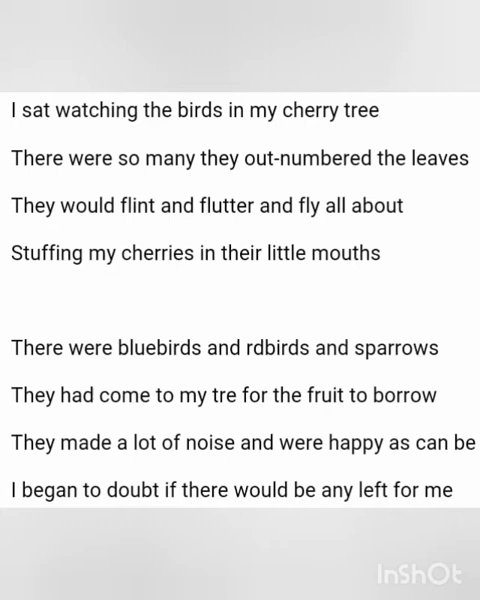 I sat watching the birds in my cherry tree
There were so many they out-numbered the leaves
They would flint and flutter and fly all about
Stuffing my cherries in their little mouths
There were bluebirds and rdbirds and sparrows
They had come to my tre for the fruit to borrow
They made a lot of noise and were happy as can be
I began to doubt if there would be any left for me
InShOt